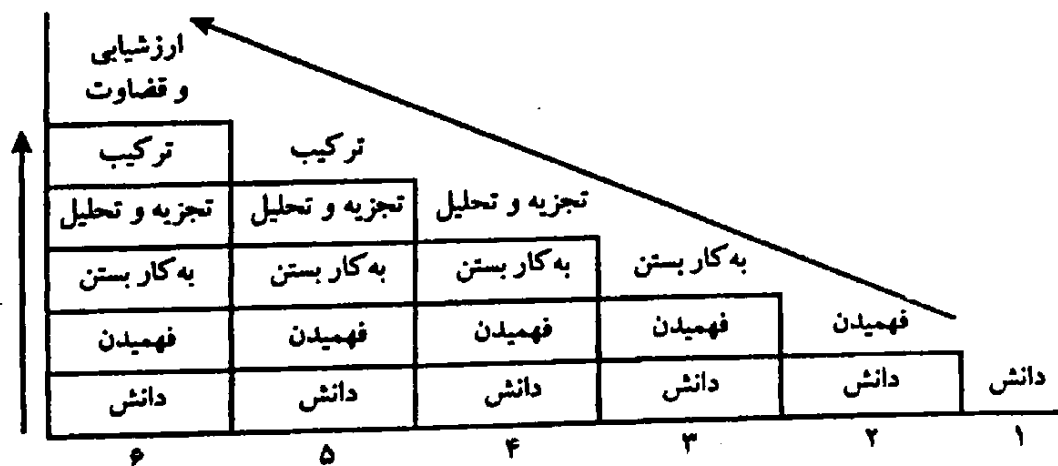 ارزشیابی
و قضاوت
ترکیب ترکیب
تجزیه و تحلیل تجزیه و تحلیل تجزیه و تحلیل
به کار بستن به کار بستن به کار بستن به کار بستن
فهمیدن فهمیدن فهمیدن فهمیدن فهمیدن
دانش دانش دانش دانش دانش دانش
۱ ۲ ۳ ۴ ۵ ۶